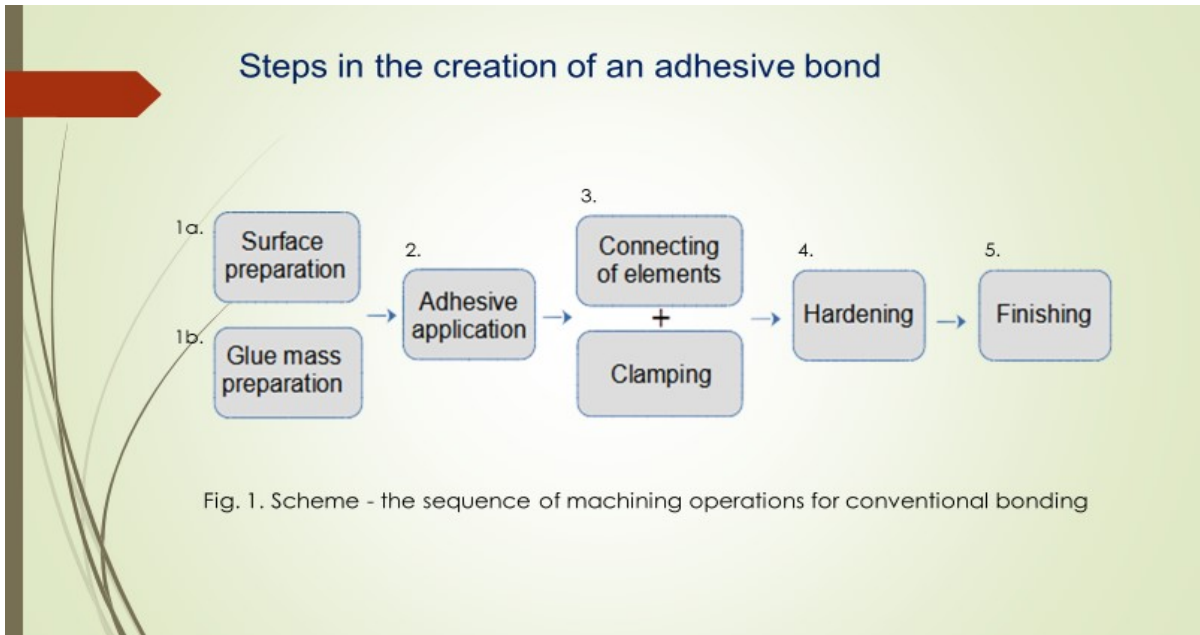 Steps in the creation of an adhesive bond
1a.
Surface
preparation
1b.
Glue mass
preparation
2.
Adhesive
application
3.
Connecting
of elements
+
Clamping
4.
Hardening
5.
Finishing
Fig. 1. Scheme - the sequence of machining operations for conventional bonding